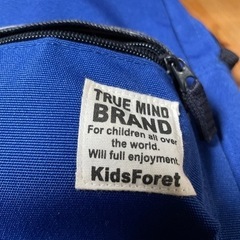 TRUE MIND
BRAND
For children all over
the world.
Will full enjoyment.
KidsForet